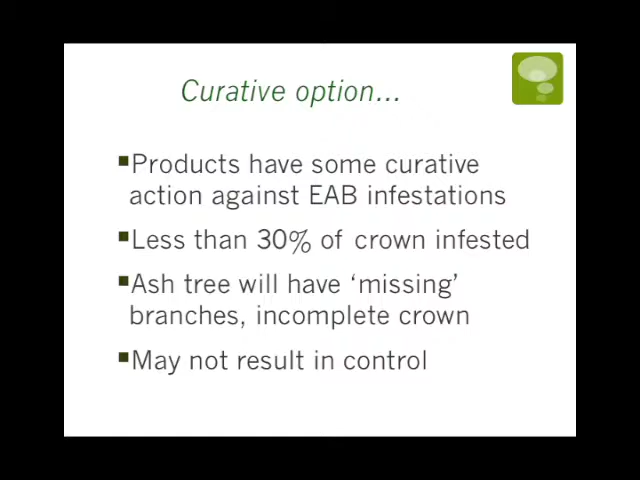 Curative option...
▪Products have some curative
action against EAB infestations
▪Less than 30% of crown infested
▪Ash tree will have ‘missing’
branches, incomplete crown
▪May not result in control